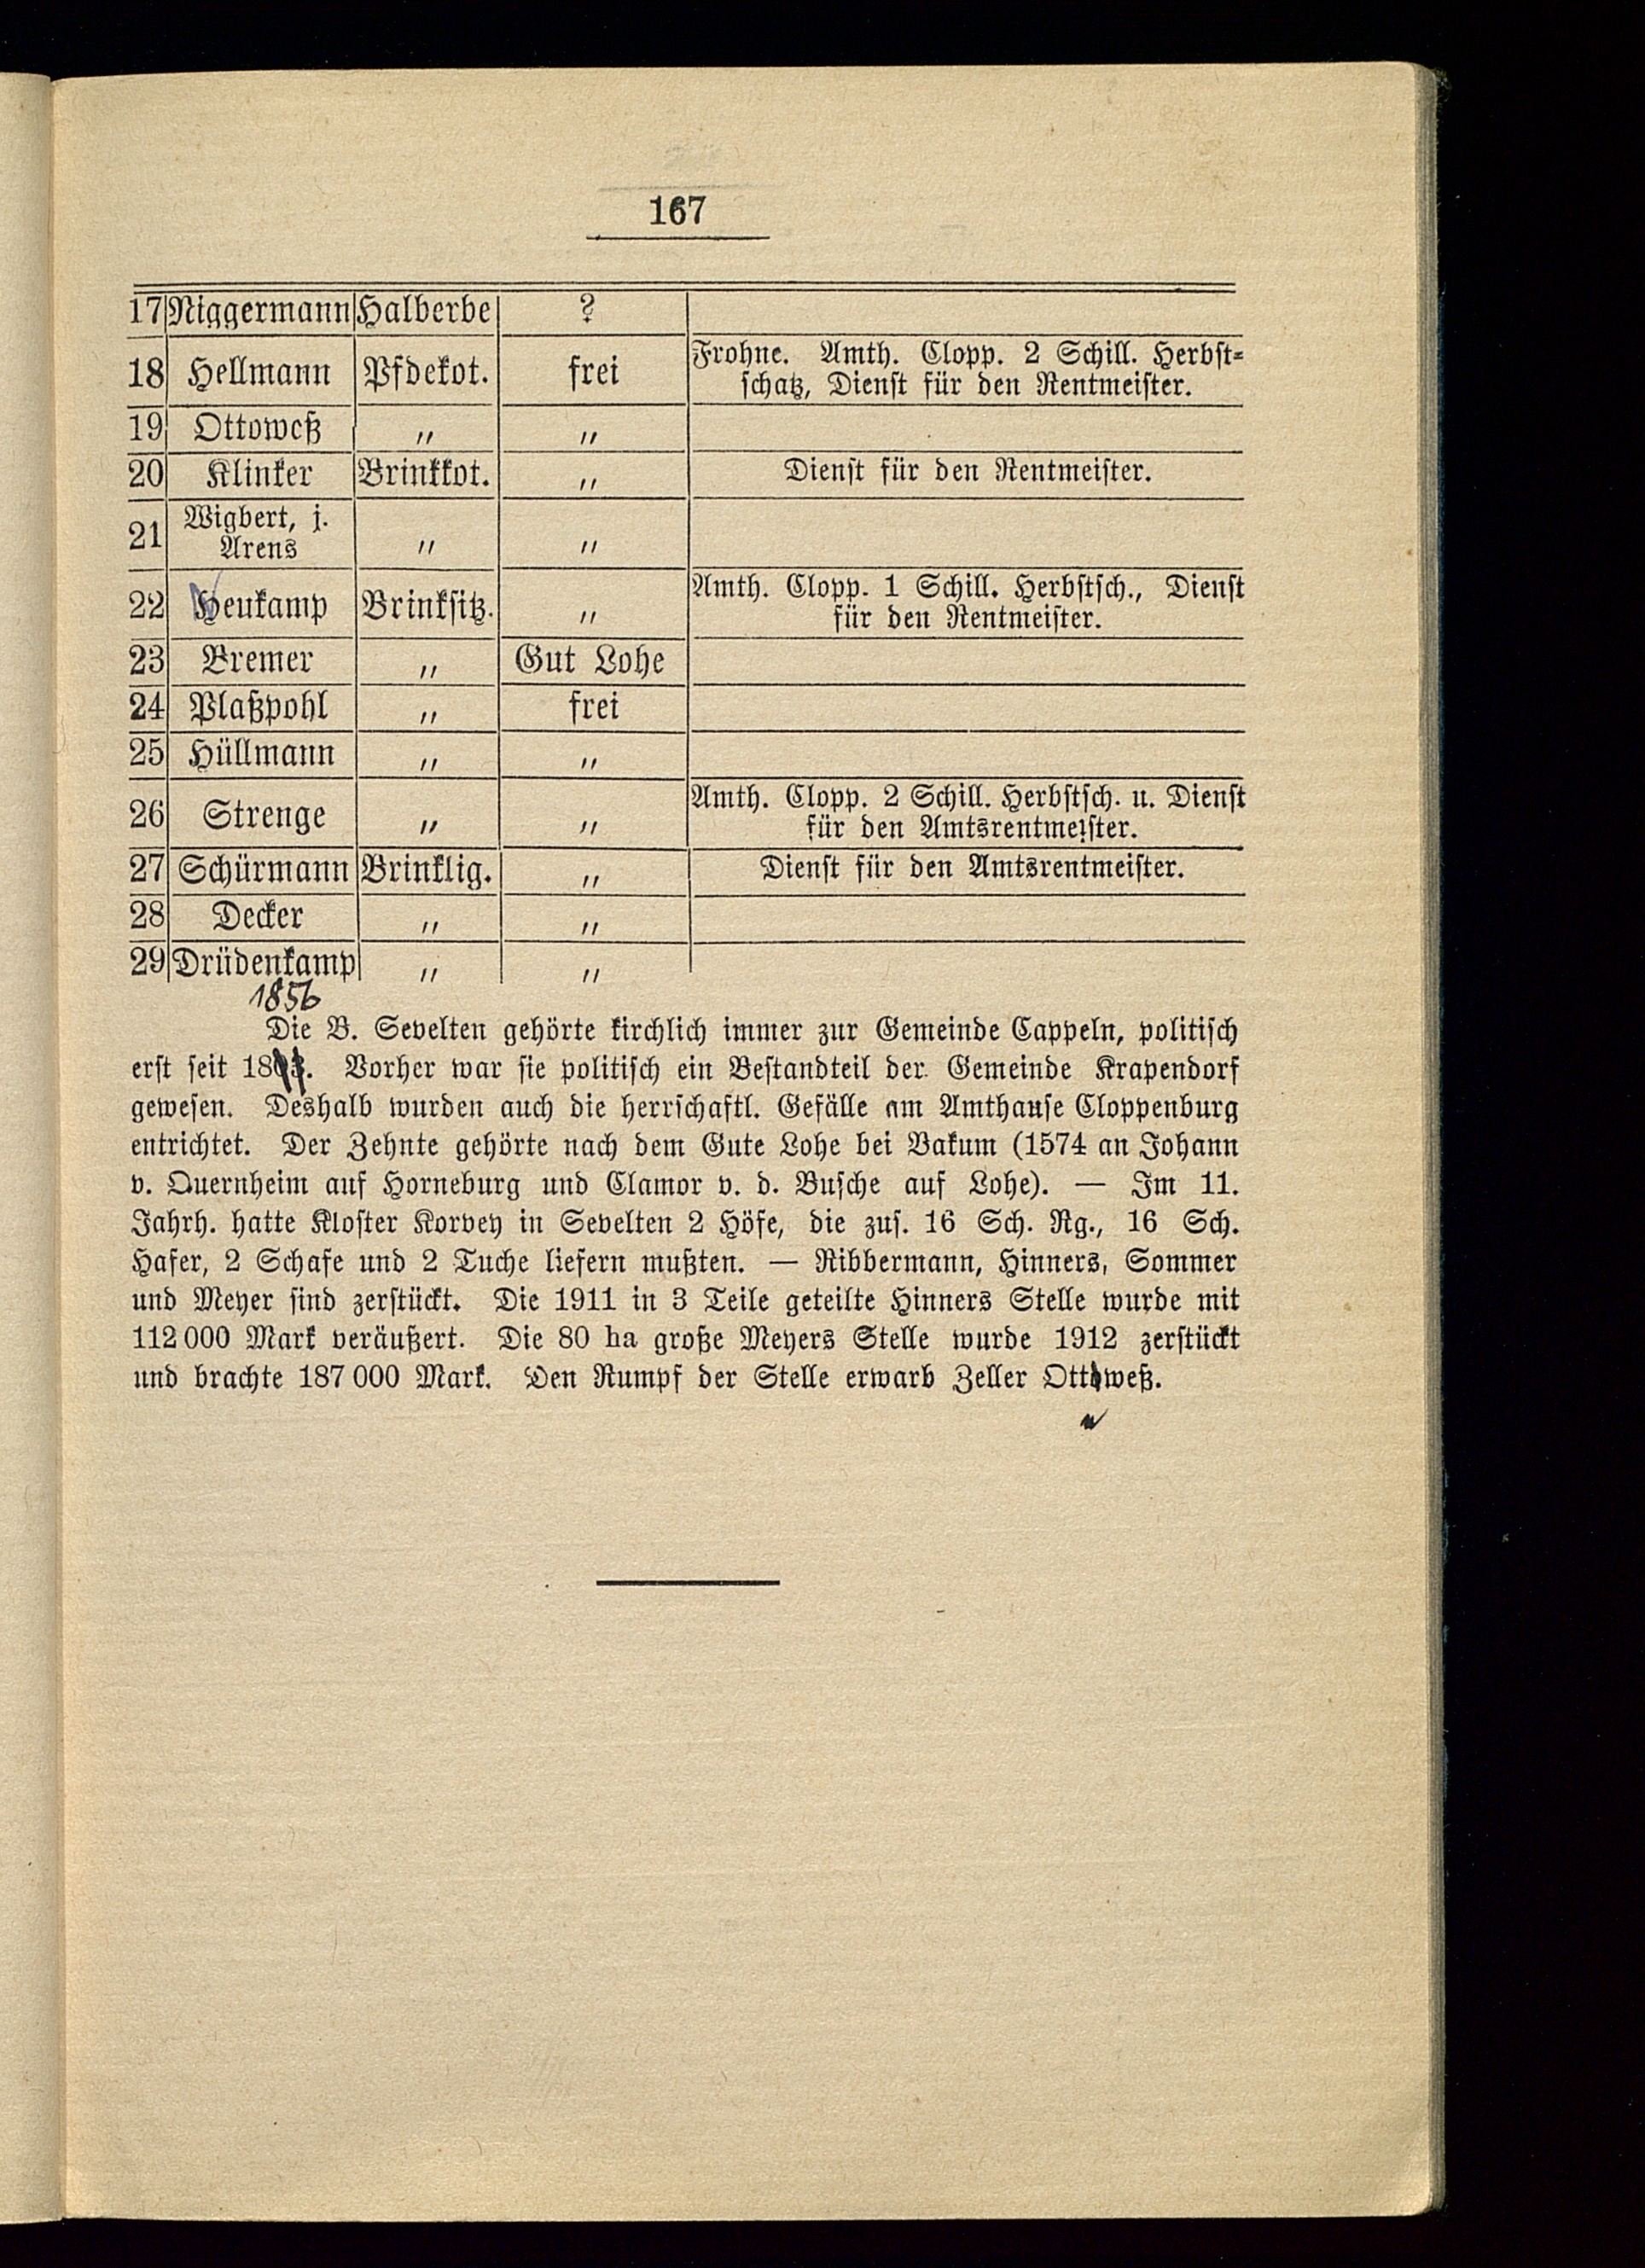 167
17 Niggermann Halberbe ?
18 Hellmann Pfdekot. frei Frohne. Amth. Clopp. 2 Schill. Herbst-
schatz, Dienst für den Rentmeister.
19 Ottoweß " "
20 Klinker Brinkkot. " Dienst für den Rentmeister.
21 Wigbert, j.
Arens " "
22 Heukamp Brinksitz. " Amth. Clopp. 1 Schill. Herbstsch., Dienst
für den Rentmeister.
23 Bremer " Gut Lohe
24 Plaßpohl " frei
25 Hüllmann " "
26 Strenge " " Amth. Clopp. 2 Schill. Herbstsch. u. Dienst
für den Amtsrentmeister.
27 Schürmann Brinklig. " Dienst für den Amtsrentmeister.
28 Decker " "
29 Drüdenkamp " "
1856
Die B. Sevelten gehörte kirchlich immer zur Gemeinde Cappeln, politisch
erst seit 18. Vorher war sie politisch ein Bestandteil der Gemeinde Krapendorf
gewesen. Deshalb wurden auch die herrschaftl. Gefälle am Amthause Cloppenburg
entrichtet. Der Zehnte gehörte nach dem Gute Lohe bei Bakum (1574 an Johann
v. Quernheim auf Horneburg und Clamor v. d. Busche auf Lohe). — Im 11.
Jahrh. hatte Kloster Korvey in Sevelten 2 Höfe, die zus. 16 Sch. Rg., 16 Sch.
Hafer, 2 Schafe und 2 Tuche liefern mußten. — Ribbermann, Hinners, Sommer
und Meyer sind zerstückt. Die 1911 in 3 Teile geteilte Hinners Stelle wurde mit
112 000 Mark veräußert. Die 80 ha große Meyers Stelle wurde 1912 zerstückt
und brachte 187 000 Mark. Den Rumpf der Stelle erwarb Zeller Ottoweß.